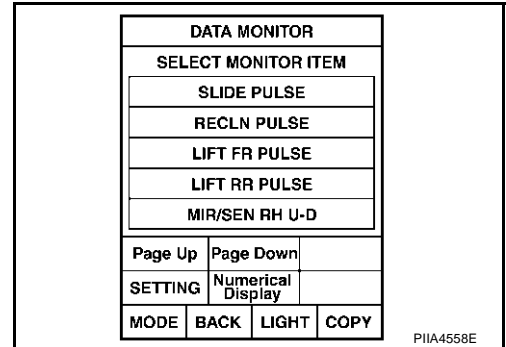 DATA MONITOR
SELECT MONITOR ITEM
SLIDE PULSE
RECLN PULSE
LIFT FR PULSE
LIFT RR PULSE
MIR/SEN RH U-D
Page Up Page Down
SETTING Numerical Display
MODE BACK LIGHT COPY
PIIA4558E